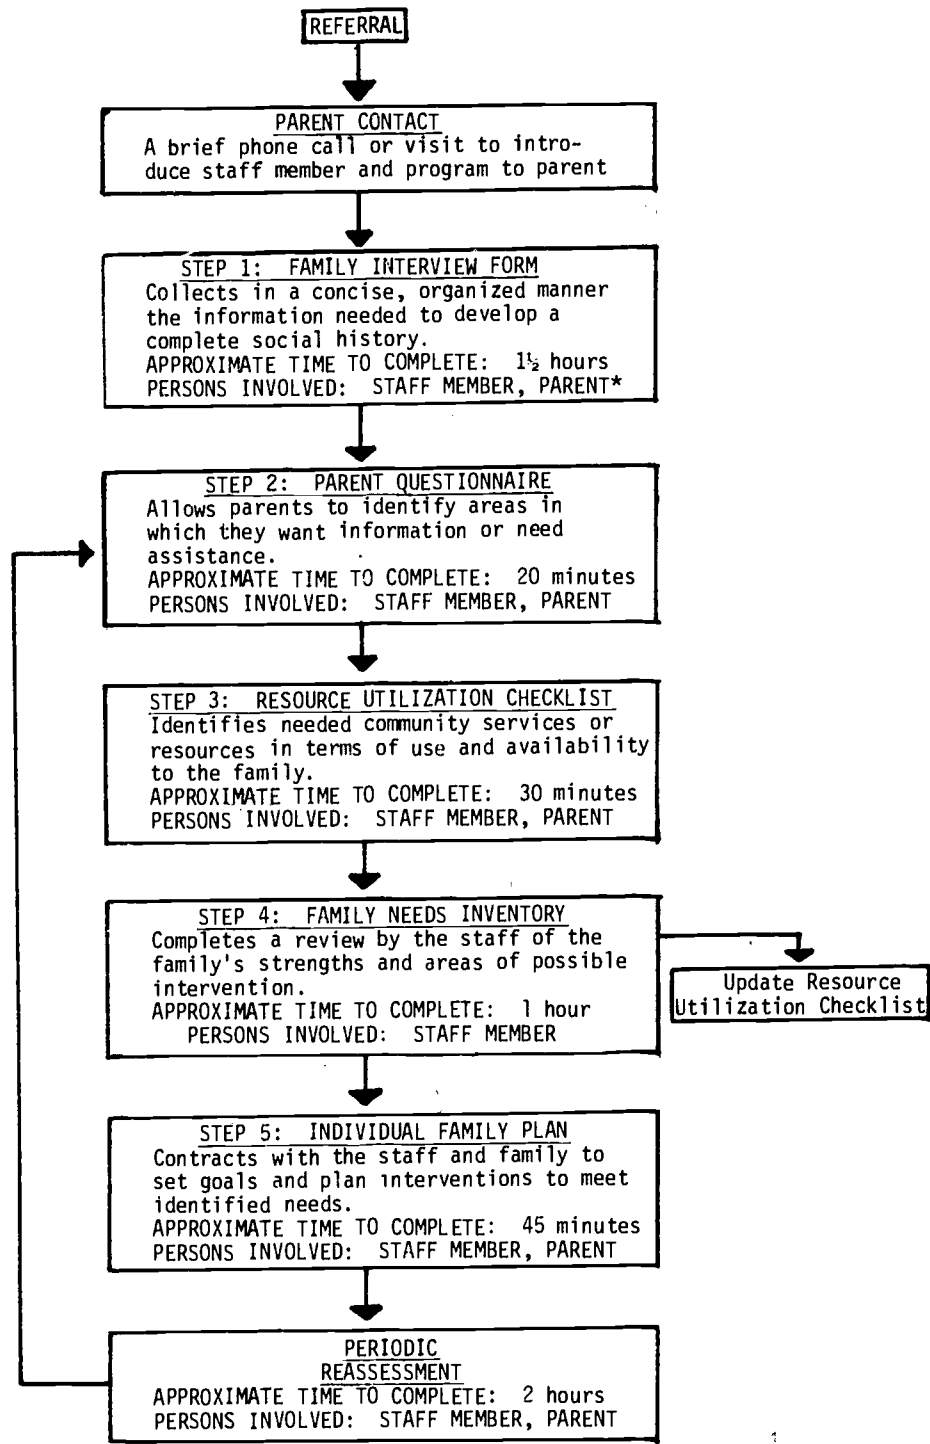 REFERRAL
PARENT CONTACT
A brief phone call or visit to intro-
duce staff member and program to parent
STEP 1: FAMILY INTERVIEW FORM
Collects in a concise, organized manner
the information needed to develop a
complete social history.
APPROXIMATE TIME TO COMPLETE: 1½ hours
PERSONS INVOLVED: STAFF MEMBER, PARENT*
STEP 2: PARENT QUESTIONNAIRE
Allows parents to identify areas in
which they want information or need
assistance.
APPROXIMATE TIME TO COMPLETE: 20 minutes
PERSONS INVOLVED: STAFF MEMBER, PARENT
STEP 3: RESOURCE UTILIZATION CHECKLIST
Identifies needed community services or
resources in terms of use and availability
to the family.
APPROXIMATE TIME TO COMPLETE: 30 minutes
PERSONS INVOLVED: STAFF MEMBER, PARENT
STEP 4: FAMILY NEEDS INVENTORY
Completes a review by the staff of the
family's strengths and areas of possible
intervention.
APPROXIMATE TIME TO COMPLETE: 1 hour
PERSONS INVOLVED: STAFF MEMBER
Update Resource
Utilization Checklist
STEP 5: INDIVIDUAL FAMILY PLAN
Contracts with the staff and family to
set goals and plan interventions to meet
identified needs.
APPROXIMATE TIME TO COMPLETE: 45 minutes
PERSONS INVOLVED: STAFF MEMBER, PARENT
PERIODIC
REASSESSMENT
APPROXIMATE TIME TO COMPLETE: 2 hours
PERSONS INVOLVED: STAFF MEMBER, PARENT